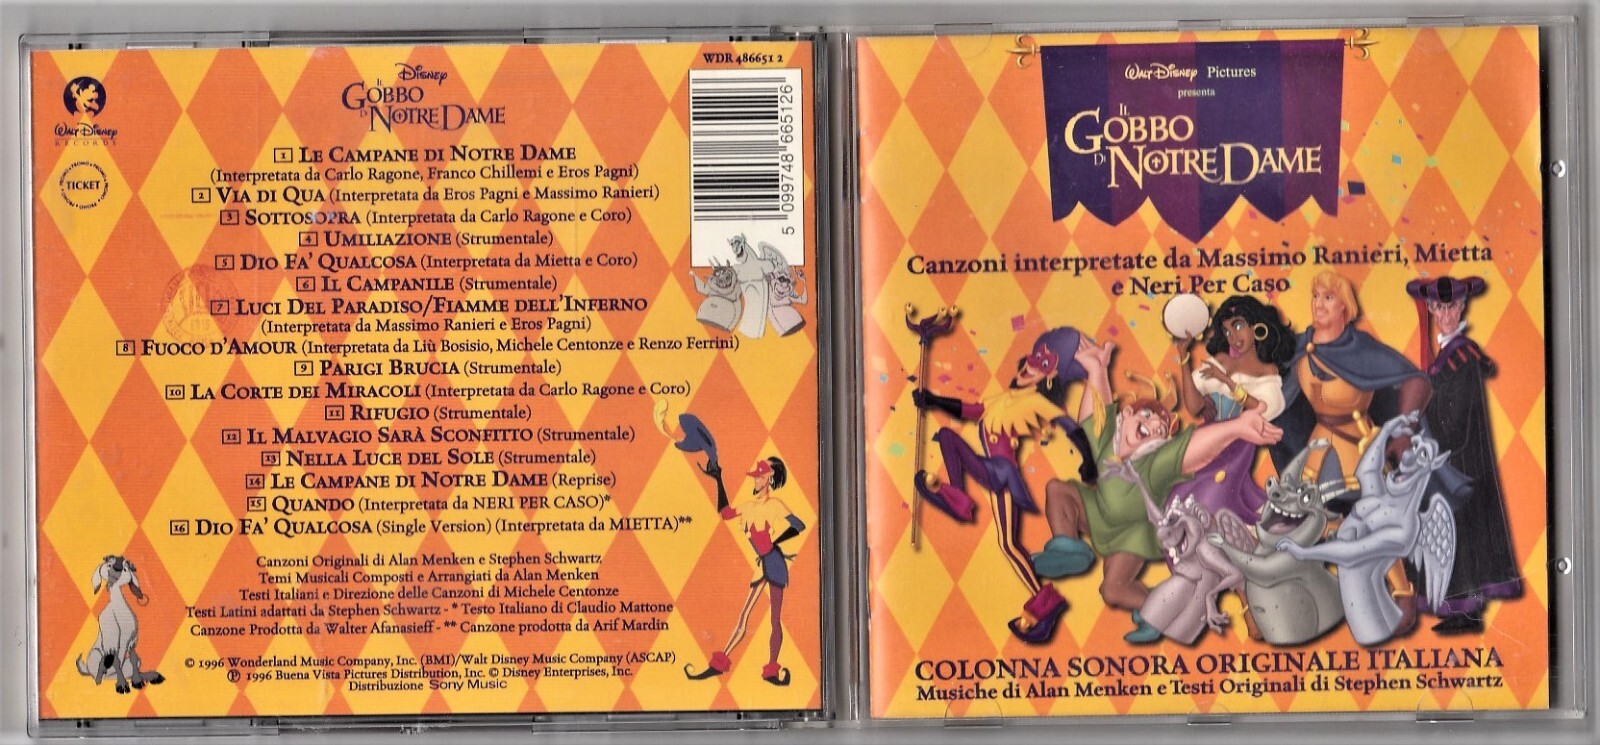 WDR 486651 2
Disney
IL
GOBBO
DI NOTRE DAME
WALT DISNEY
RECORDS
TICKET
5 099748 665126
1 LE CAMPANE DI NOTRE DAME
(Interpretata da Carlo Ragone, Franco Chillemi e Eros Pagni)
2 VIA DI QUA (Interpretata da Eros Pagni e Massimo Ranieri)
3 SOTTOSOPRA (Interpretata da Carlo Ragone e Coro)
4 UMILIAZIONE (Strumentale)
5 DIO FA' QUALCOSA (Interpretata da Mietta e Coro)
6 IL CAMPANILE (Strumentale)
7 LUCI DEL PARADISO/FIAMME DELL'INFERNO
(Interpretata da Massimo Ranieri e Eros Pagni)
8 FUOCO D'AMOUR (Interpretata da Liù Bosisio, Michele Centonze e Renzo Ferrini)
9 PARIGI BRUCIA (Strumentale)
10 LA CORTE DEI MIRACOLI (Interpretata da Carlo Ragone e Coro)
11 RIFUGIO (Strumentale)
12 IL MALVAGIO SARÀ SCONFITTO (Strumentale)
13 NELLA LUCE DEL SOLE (Strumentale)
14 LE CAMPANE DI NOTRE DAME (Reprise)
15 QUANDO (Interpretata da NERI PER CASO)*
16 DIO FA' QUALCOSA (Single Version) (Interpretata da MIETTA)**
Canzoni Originali di Alan Menken e Stephen Schwartz
Temi Musicali Composti e Arrangiati da Alan Menken
Testi Italiani e Direzione delle Canzoni di Michele Centonze
Testi Latini adattati da Stephen Schwartz - * Testo Italiano di Claudio Mattone
Canzone Prodotta da Walter Afanasieff - ** Canzone prodotta da Arif Mardin
© 1996 Wonderland Music Company, Inc. (BMI)/Walt Disney Music Company (ASCAP)
℗ 1996 Buena Vista Pictures Distribution, Inc. © Disney Enterprises, Inc.
Distribuzione Sony Music
WALT DISNEY Pictures
presenta
IL
GOBBO
DI NOTRE DAME
Canzoni interpretate da Massimo Ranieri, Mietta
e Neri Per Caso
COLONNA SONORA ORIGINALE ITALIANA
Musiche di Alan Menken e Testi Originali di Stephen Schwartz